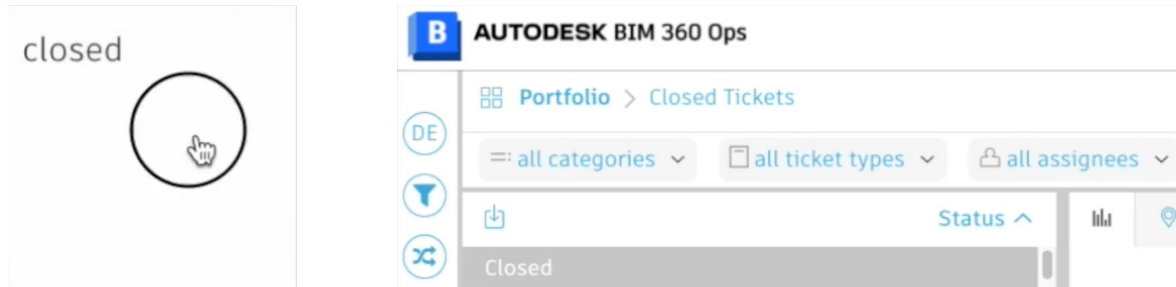 closed
B AUTODESK BIM 360 Ops
Portfolio > Closed Tickets
DE
all categories all ticket types all assignees
Status
Closed